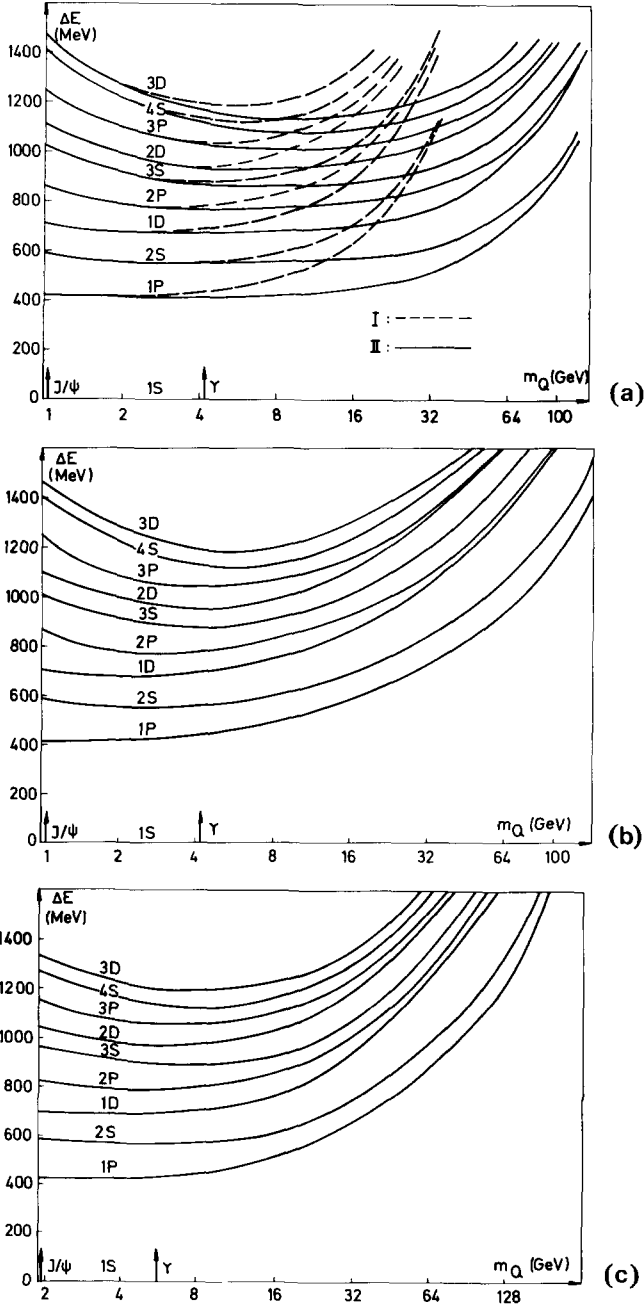 ΔE
(MeV)
1400
1200
1000
800
600
400
200
0
3D
4S
3P
2D
3S
2P
1D
2S
1P
I :
II :
J/ψ
1S
ϒ
mQ (GeV)
1
2
4
8
16
32
64
100
(a)
ΔE
(MeV)
1400
1200
1000
800
600
400
200
0
3D
4S
3P
2D
3S
2P
1D
2S
1P
J/ψ
1S
ϒ
mQ (GeV)
1
2
4
8
16
32
64
100
(b)
ΔE
(MeV)
1400
1200
1000
800
600
400
200
0
3D
4S
3P
2D
3S
2P
1D
2S
1P
J/ψ
1S
ϒ
mQ (GeV)
2
4
8
16
32
64
128
(c)